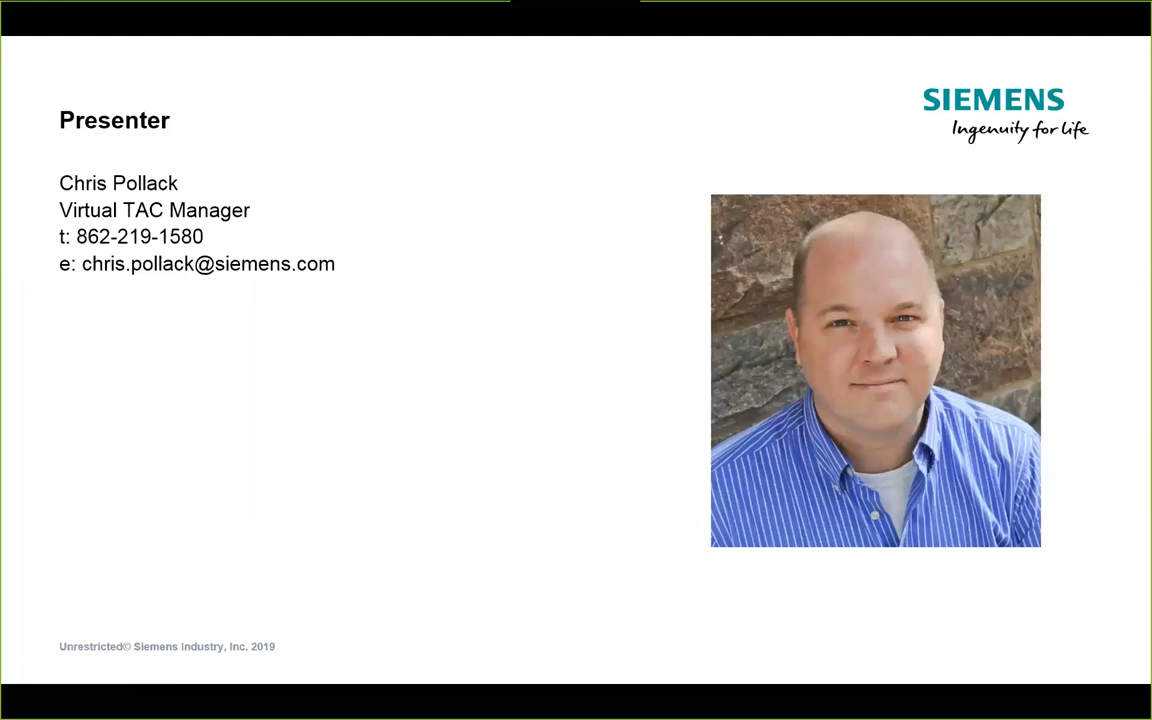 SIEMENS
Ingenuity for life
Presenter
Chris Pollack
Virtual TAC Manager
t: 862-219-1580
e: chris.pollack@siemens.com
Unrestricted© Siemens Industry, Inc. 2019